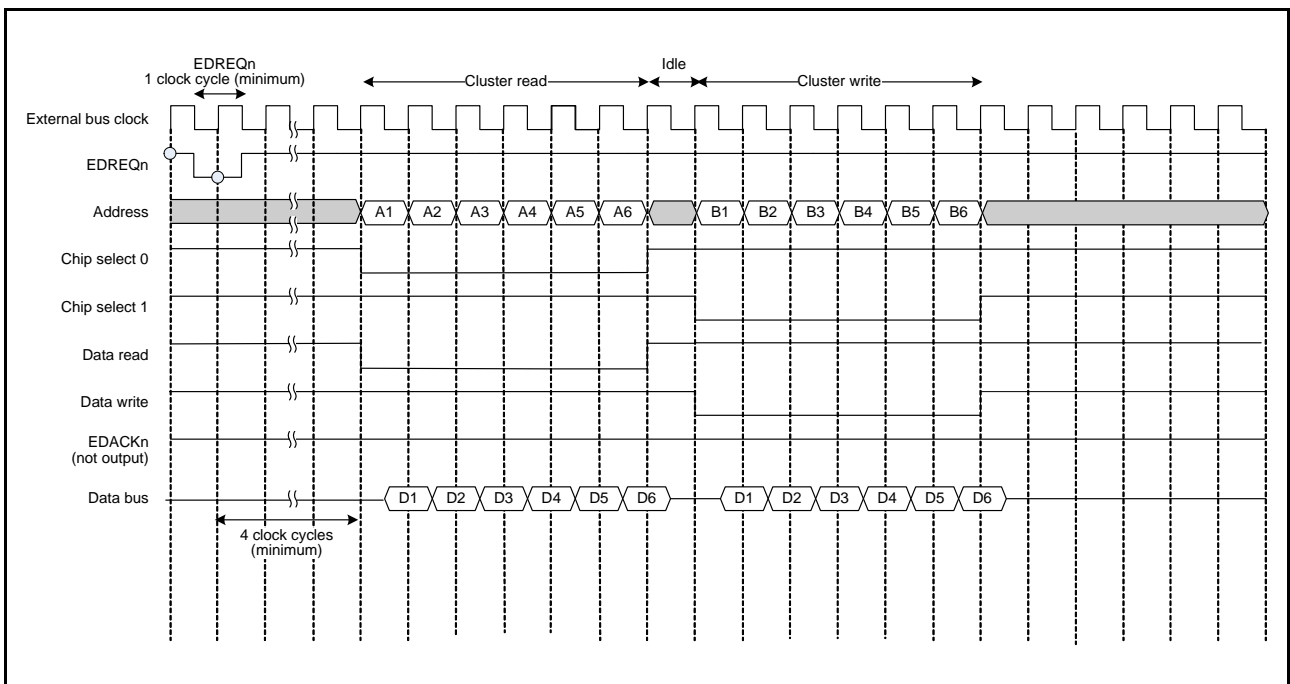 EDREQn
1 clock cycle (minimum)
Idle
Cluster read
Cluster write
External bus clock
EDREQn
Address
A1 A2 A3 A4 A5 A6 B1 B2 B3 B4 B5 B6
Chip select 0
Chip select 1
Data read
Data write
EDACKn
(not output)
Data bus
D1 D2 D3 D4 D5 D6 D1 D2 D3 D4 D5 D6
4 clock cycles
(minimum)